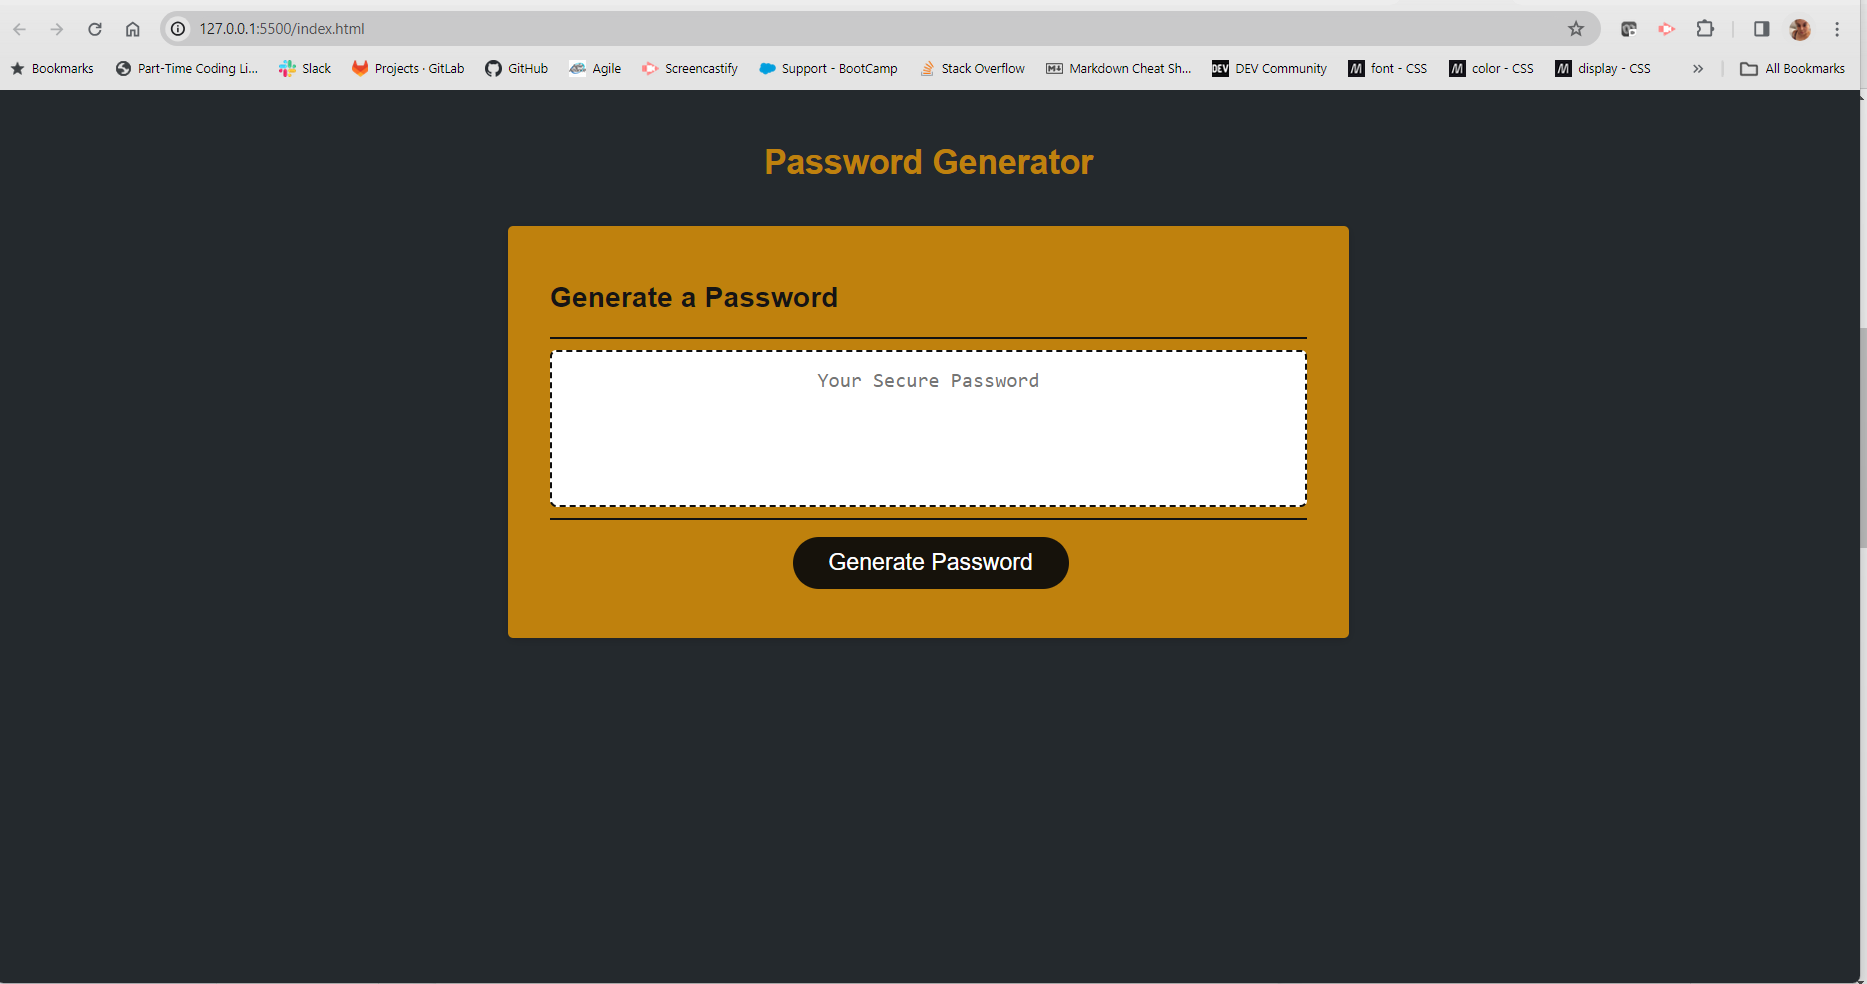 127.0.0.1:5500/index.html
Bookmarks Part-Time Coding Li... Slack Projects · GitLab GitHub Agile Screencastify Support - BootCamp Stack Overflow M↓ Markdown Cheat Sh... DEV DEV Community M font - CSS M color - CSS M display - CSS » All Bookmarks
Password Generator
Generate a Password
Your Secure Password
Generate Password